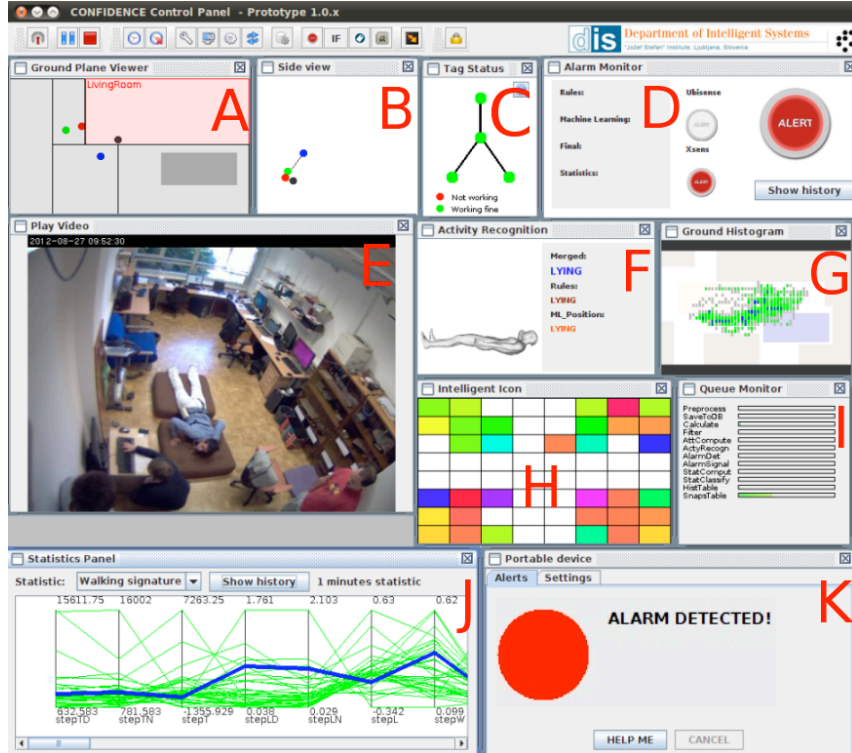 CONFIDENCE Control Panel - Prototype 1.0.x
IF
dis Department of Intelligent Systems
"Jožef Stefan" Institute, Ljubljana, Slovenia
Ground Plane Viewer
LivingRoom
A
Side view
B
Tag Status
C
Not working
Working fine
Alarm Monitor
D
Rules:
Machine Learning:
Final:
Statistics:
Ubisense
ALERT
Xsens
ALERT
ALERT
Show history
Play Video
2012-08-27 09:52:30
E
Activity Recognition
F
Merged:
LYING
Rules:
LYING
ML_Position:
LYING
Ground Histogram
G
Intelligent Icon
H
Queue Monitor
I
Preprocess
SaveToDB
Calculate
Filter
AttCompute
ActyRecogn
AlarmDet
AlarmSignal
StatComput
StatClassify
HistTable
SnapsTable
Statistics Panel
Statistic: Walking signature Show history 1 minutes statistic
J
15611.75 16002 7263.25 1.761 2.103 0.63 0.62
632.583 781.583 -1355.929 0.038 0.029 -0.342 0.099
stepTD stepTN stepT stepLD stepLN stepL stepW
Portable device
Alerts Settings
K
ALARM DETECTED!
HELP ME CANCEL